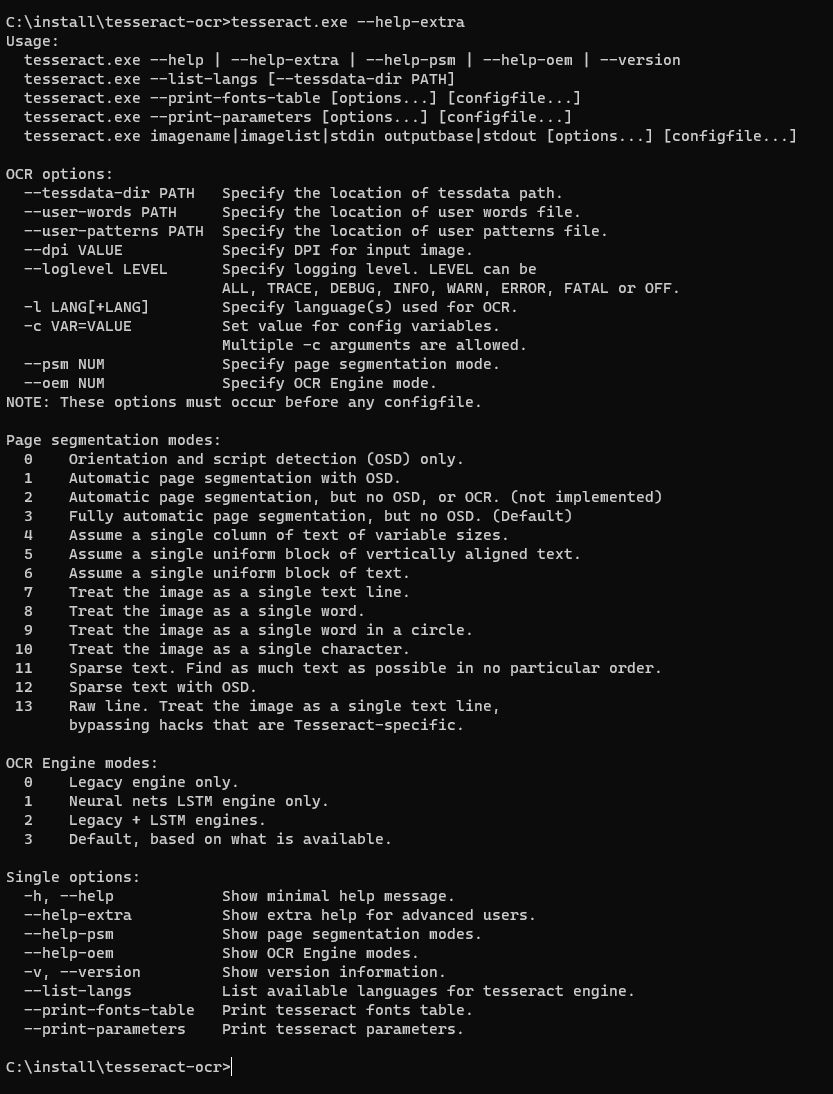 C:\install\tesseract-ocr>tesseract.exe --help-extra
Usage:
  tesseract.exe --help | --help-extra | --help-psm | --help-oem | --version
  tesseract.exe --list-langs [--tessdata-dir PATH]
  tesseract.exe --print-fonts-table [options...] [configfile...]
  tesseract.exe --print-parameters [options...] [configfile...]
  tesseract.exe imagename|imagelist|stdin outputbase|stdout [options...] [configfile...]

OCR options:
  --tessdata-dir PATH   Specify the location of tessdata path.
  --user-words PATH     Specify the location of user words file.
  --user-patterns PATH  Specify the location of user patterns file.
  --dpi VALUE           Specify DPI for input image.
  --loglevel LEVEL      Specify logging level. LEVEL can be
                        ALL, TRACE, DEBUG, INFO, WARN, ERROR, FATAL or OFF.
  -l LANG[+LANG]        Specify language(s) used for OCR.
  -c VAR=VALUE          Set value for config variables.
                        Multiple -c arguments are allowed.
  --psm NUM             Specify page segmentation mode.
  --oem NUM             Specify OCR Engine mode.
NOTE: These options must occur before any configfile.

Page segmentation modes:
  0    Orientation and script detection (OSD) only.
  1    Automatic page segmentation with OSD.
  2    Automatic page segmentation, but no OSD, or OCR. (not implemented)
  3    Fully automatic page segmentation, but no OSD. (Default)
  4    Assume a single column of text of variable sizes.
  5    Assume a single uniform block of vertically aligned text.
  6    Assume a single uniform block of text.
  7    Treat the image as a single text line.
  8    Treat the image as a single word.
  9    Treat the image as a single word in a circle.
 10    Treat the image as a single character.
 11    Sparse text. Find as much text as possible in no particular order.
 12    Sparse text with OSD.
 13    Raw line. Treat the image as a single text line,
       bypassing hacks that are Tesseract-specific.

OCR Engine modes:
  0    Legacy engine only.
  1    Neural nets LSTM engine only.
  2    Legacy + LSTM engines.
  3    Default, based on what is available.

Single options:
  -h, --help            Show minimal help message.
  --help-extra          Show extra help for advanced users.
  --help-psm            Show page segmentation modes.
  --help-oem            Show OCR Engine modes.
  -v, --version         Show version information.
  --list-langs          List available languages for tesseract engine.
  --print-fonts-table   Print tesseract fonts table.
  --print-parameters    Print tesseract parameters.

C:\install\tesseract-ocr>